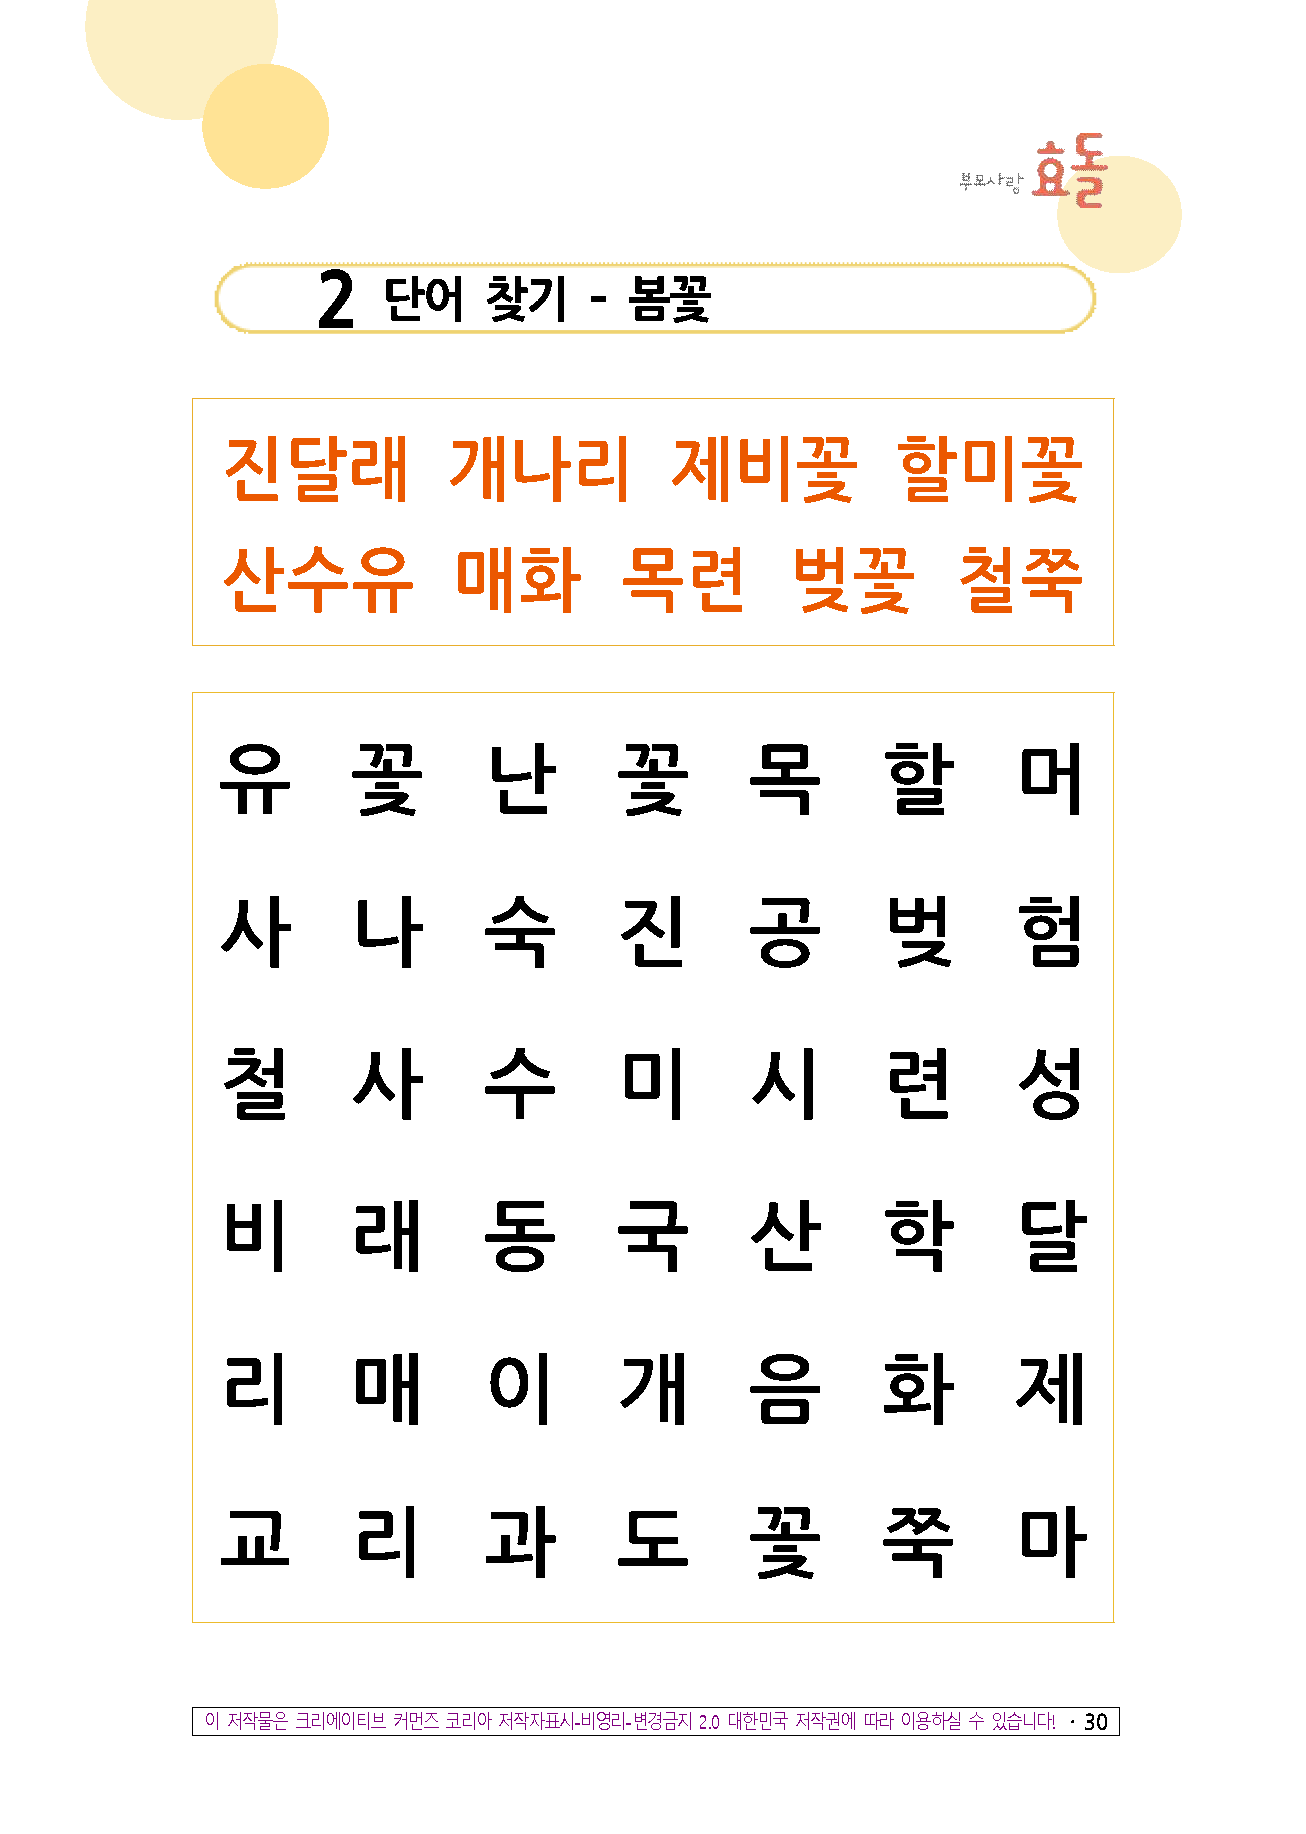 부모사랑 효돌
2 단어 찾기 - 봄꽃
진달래 개나리 제비꽃 할미꽃
산수유 매화 목련 벚꽃 철쭉
유 꽃 난 꽃 목 할 머
사 나 숙 진 공 벚 험
철 사 수 미 시 련 성
비 래 동 국 산 학 달
리 매 이 개 음 화 제
교 리 과 도 꽃 쭉 마
이 저작물은 크리에이티브 커먼즈 코리아 저작자표시-비영리-변경금지 2.0 대한민국 저작권에 따라 이용하실 수 있습니다! · 30